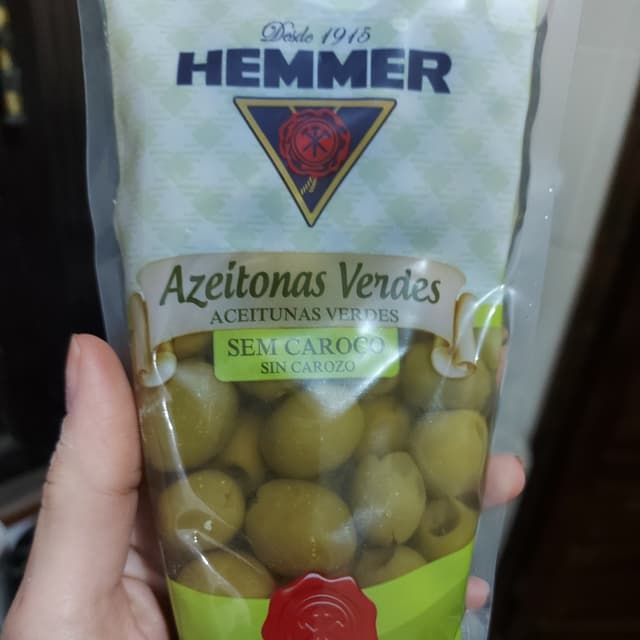 Desde 1915
HEMMER
Azeitonas Verdes
ACEITUNAS VERDES
SEM CAROÇO
SIN CAROZO